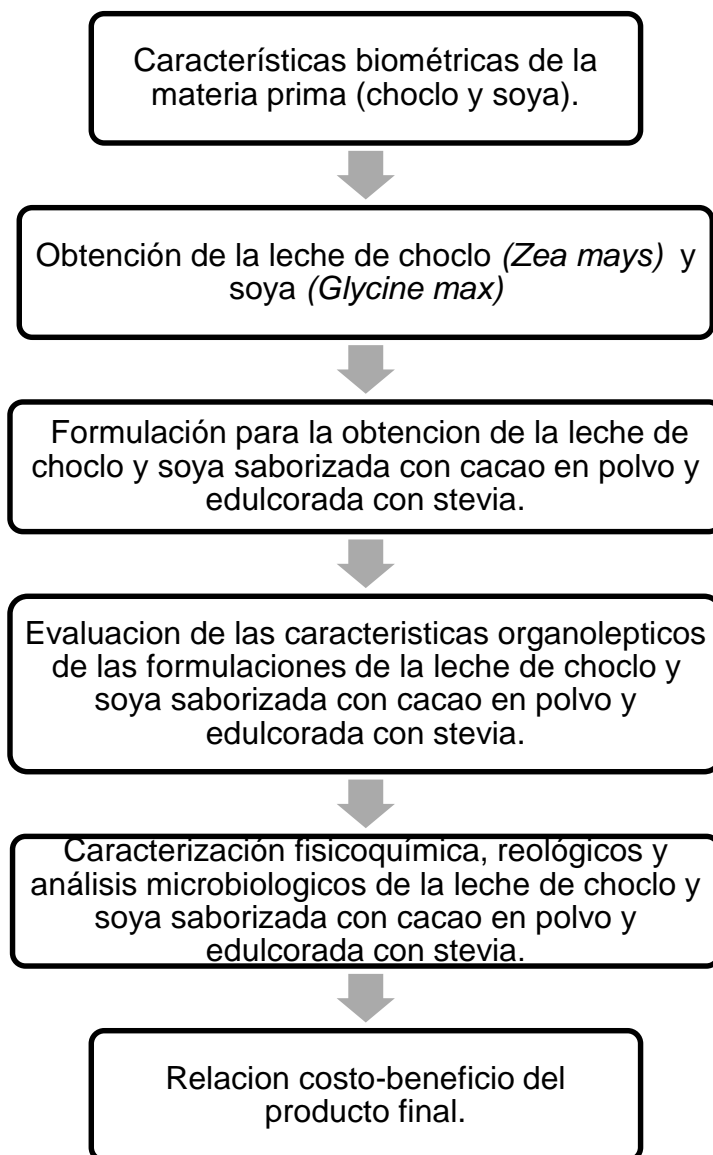 Características biométricas de la
materia prima (choclo y soya).
Obtención de la leche de choclo (Zea mays) y
soya (Glycine max)
Formulación para la obtencion de la leche de
choclo y soya saborizada con cacao en polvo y
edulcorada con stevia.
Evaluacion de las caracteristicas organolepticos
de las formulaciones de la leche de choclo y
soya saborizada con cacao en polvo y
edulcorada con stevia.
Caracterización fisicoquímica, reológicos y
análisis microbiologicos de la leche de choclo y
soya saborizada con cacao en polvo y
edulcorada con stevia.
Relacion costo-beneficio del
producto final.